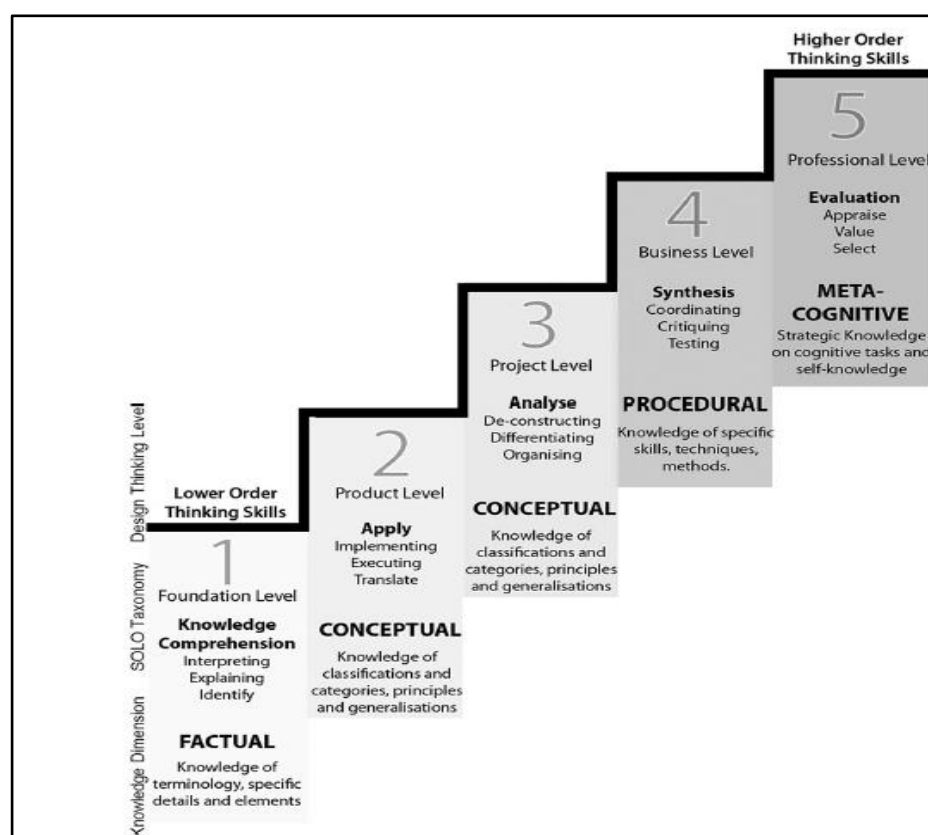 Higher Order
Thinking Skills
5
Professional Level
Evaluation
Appraise
Value
Select
META-
COGNITIVE
Strategic Knowledge
on cognitive tasks and
self-knowledge
4
Business Level
Synthesis
Coordinating
Critiquing
Testing
PROCEDURAL
Knowledge of specific
skills, techniques,
methods.
3
Project Level
Analyse
De-constructing
Differentiating
Organising
CONCEPTUAL
Knowledge of
classifications and
categories, principles
and generalisations
2
Product Level
Apply
Implementing
Executing
Translate
CONCEPTUAL
Knowledge of
classifications and
categories, principles
and generalisations
Lower Order
Thinking Skills
1
Foundation Level
Knowledge
Comprehension
Interpreting
Explaining
Identify
FACTUAL
Knowledge of
terminology, specific
details and elements
Design Thinking Level
SOLO Taxonomy
Knowledge Dimension